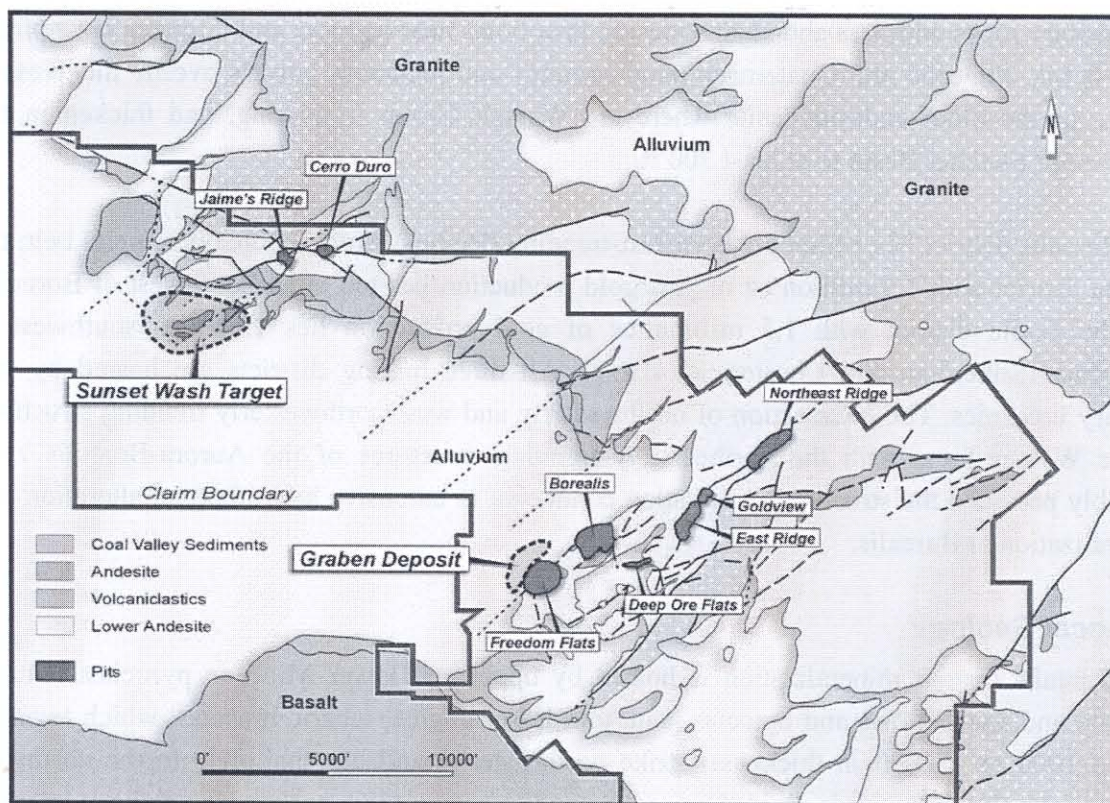 Granite
N
Alluvium
Cerro Duro
Granite
Jaime's Ridge
Sunset Wash Target
Northeast Ridge
Alluvium
Claim Boundary
Borealis
Goldview
East Ridge
Coal Valley Sediments
Graben Deposit
Andesite
Volcaniclastics
Deep Ore Flats
Lower Andesite
Freedom Flats
Pits
Basalt
0' 5000' 10000'